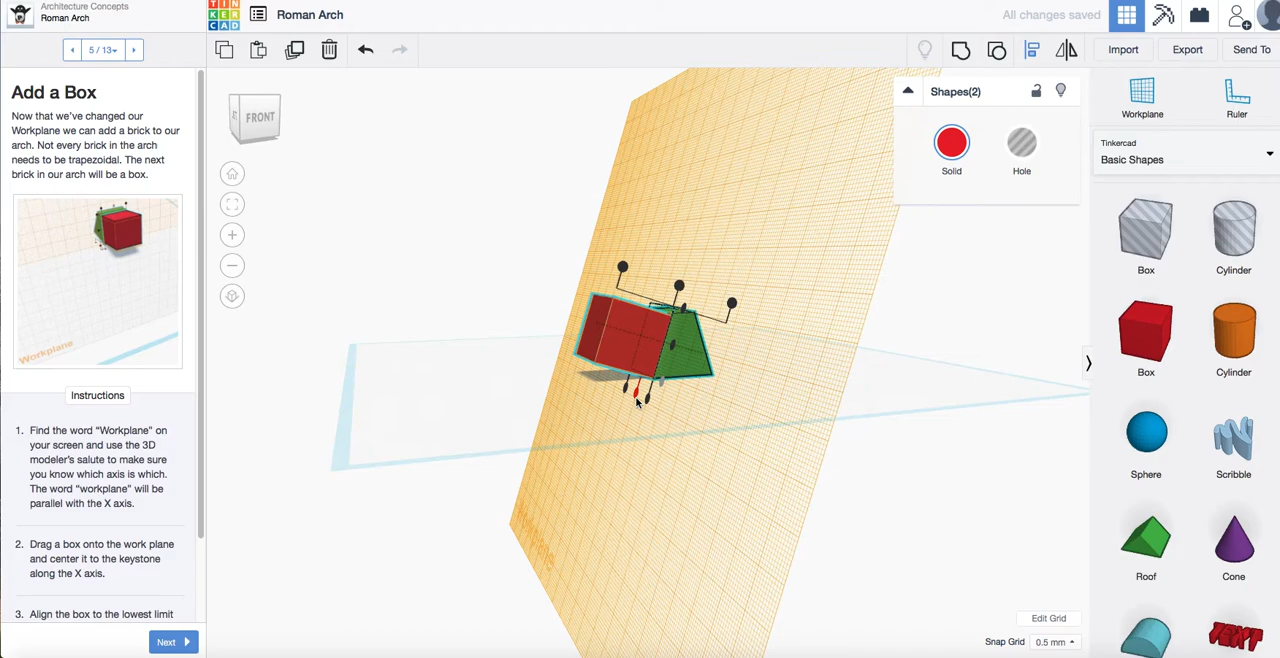 Architecture Concepts
Roman Arch
TIN
KER
CAD
Roman Arch
All changes saved
5 / 13
Import
Export
Send To
Add a Box
Now that we've changed our
Workplane we can add a brick to our
arch. Not every brick in the arch
needs to be trapezoidal. The next
brick in our arch will be a box.
Workplane
Instructions
1. Find the word “Workplane” on
your screen and use the 3D
modeler's salute to make sure
you know which axis is which.
The word “workplane” will be
parallel with the X axis.
2. Drag a box onto the work plane
and center it to the keystone
along the X axis.
3. Align the box to the lowest limit
Next
FRONT
Workplane
Shapes(2)
Solid
Hole
Edit Grid
Snap Grid
0.5 mm
Workplane
Ruler
Tinkercad
Basic Shapes
Box
Cylinder
Box
Cylinder
Sphere
Scribble
Roof
Cone
TEXT